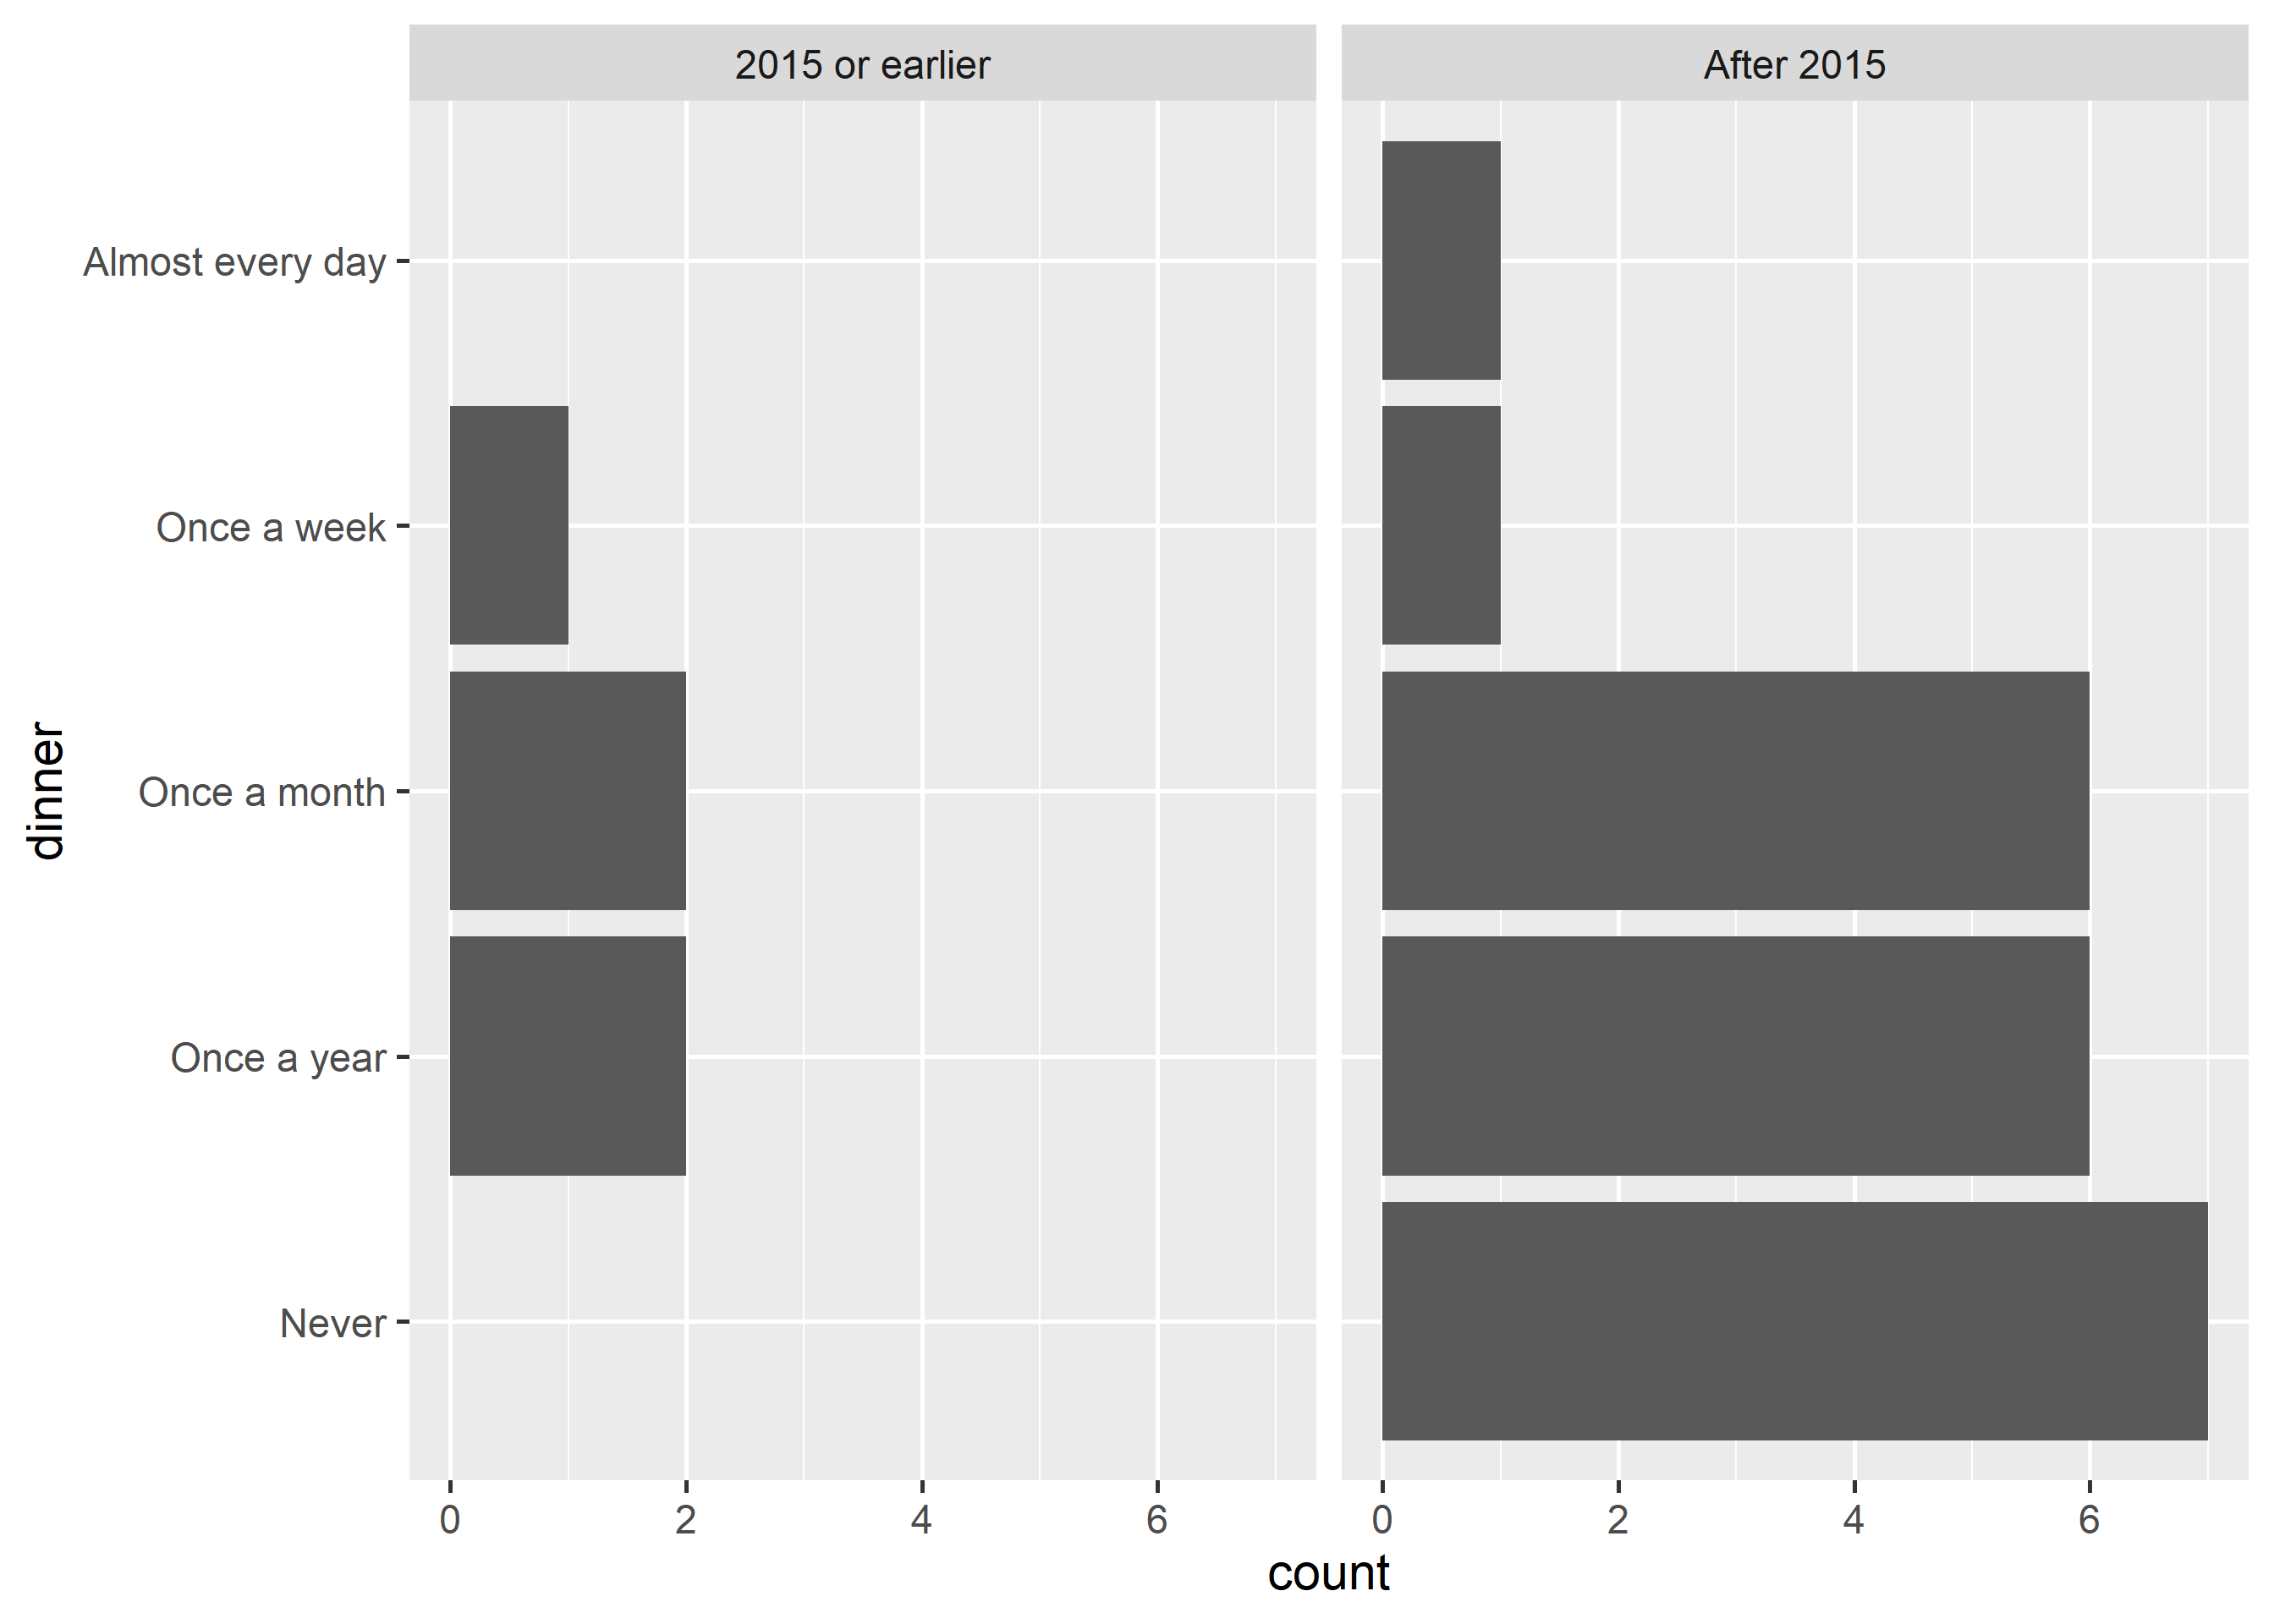 2015 or earlier
After 2015
Almost every day
Once a week
Once a month
Once a year
Never
dinner
0 2 4 6 0 2 4 6
count